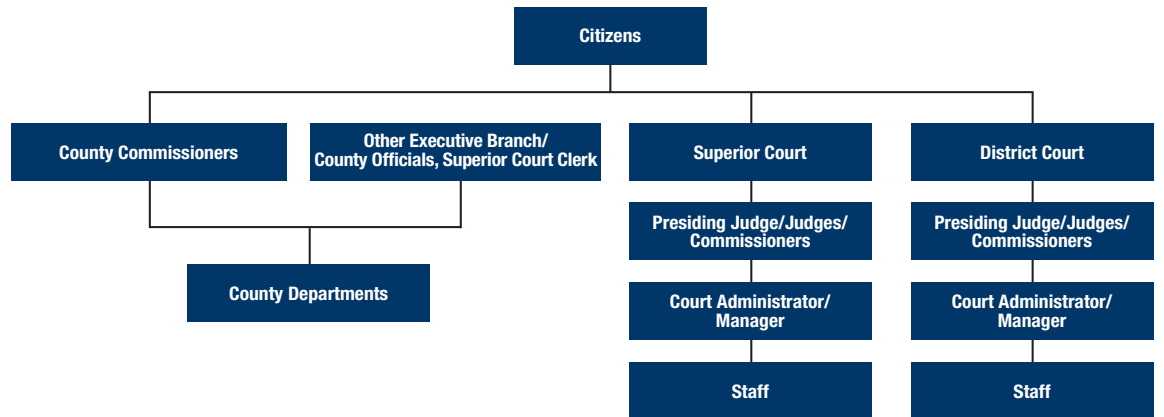 Citizens
County Commissioners
Other Executive Branch/
County Officials, Superior Court Clerk
Superior Court
District Court
Presiding Judge/Judges/
Commissioners
Presiding Judge/Judges/
Commissioners
County Departments
Court Administrator/
Manager
Court Administrator/
Manager
Staff
Staff